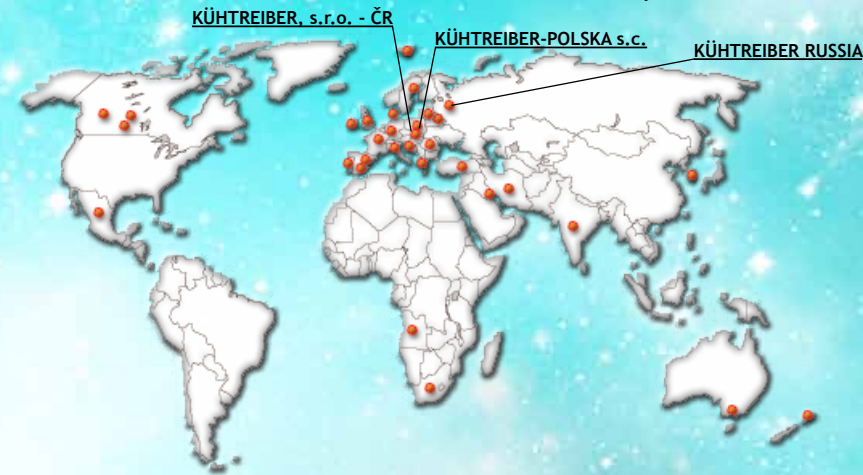 KÜHTREIBER, s.r.o. - ČR
KÜHTREIBER-POLSKA s.c.
KÜHTREIBER RUSSIA